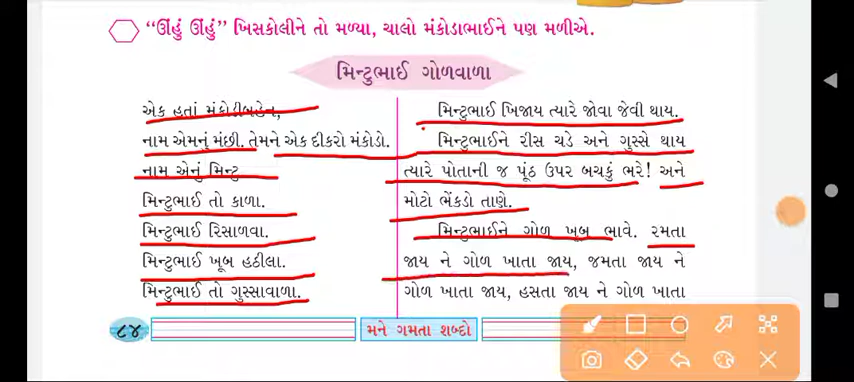 "ઊંહું ઊંહું" ખિસકોલીને તો મળ્યા, ચાલો મંકોડાભાઈને પણ મળીએ.
મિન્ટુભાઈ ગોળવાળા
એક હતાં મંકોડીબહેન,
નામ એમનું મંછી. તેમને એક દીકરો મંકોડો.
નામ એનું મિન્ટુ
મિન્ટુભાઈ તો કાળા.
મિન્ટુભાઈ રિસાળવા.
મિન્ટુભાઈ ખૂબ હઠીલા.
મિન્ટુભાઈ તો ગુસ્સાવાળા.
મિન્ટુભાઈ ખિજાય ત્યારે જોવા જેવી થાય.
મિન્ટુભાઈને રીસ ચડે અને ગુસ્સે થાય
ત્યારે પોતાની જ પૂંઠ ઉપર બચકું ભરે! અને
મોટો ભેંકડો તાણે.
મિન્ટુભાઈને ગોળ ખૂબ ભાવે. રમતા
જાય ને ગોળ ખાતા જાય, જમતા જાય ને
ગોળ ખાતા જાય, હસતા જાય ને ગોળ ખાતા
૮૪
મને ગમતા શબ્દો